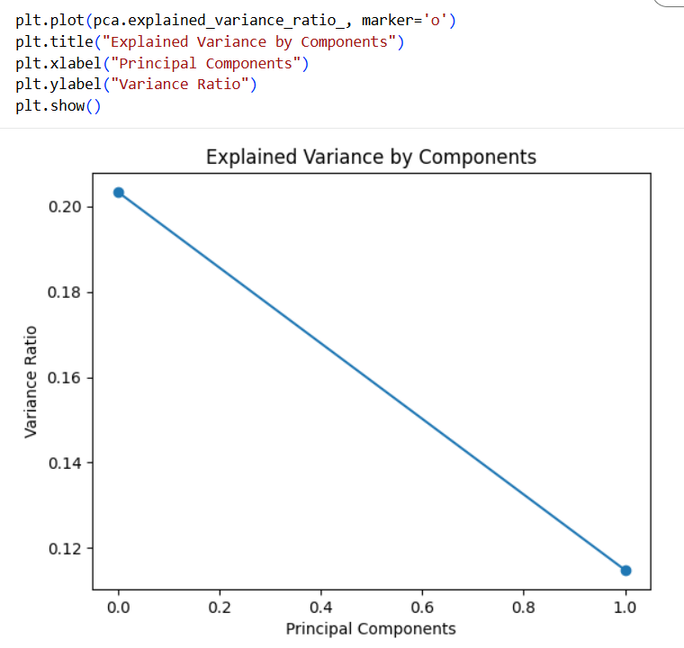 plt.plot(pca.explained_variance_ratio_, marker='o')
plt.title("Explained Variance by Components")
plt.xlabel("Principal Components")
plt.ylabel("Variance Ratio")
plt.show()
Explained Variance by Components
Variance Ratio
0.20
0.18
0.16
0.14
0.12
0.0 0.2 0.4 0.6 0.8 1.0
Principal Components